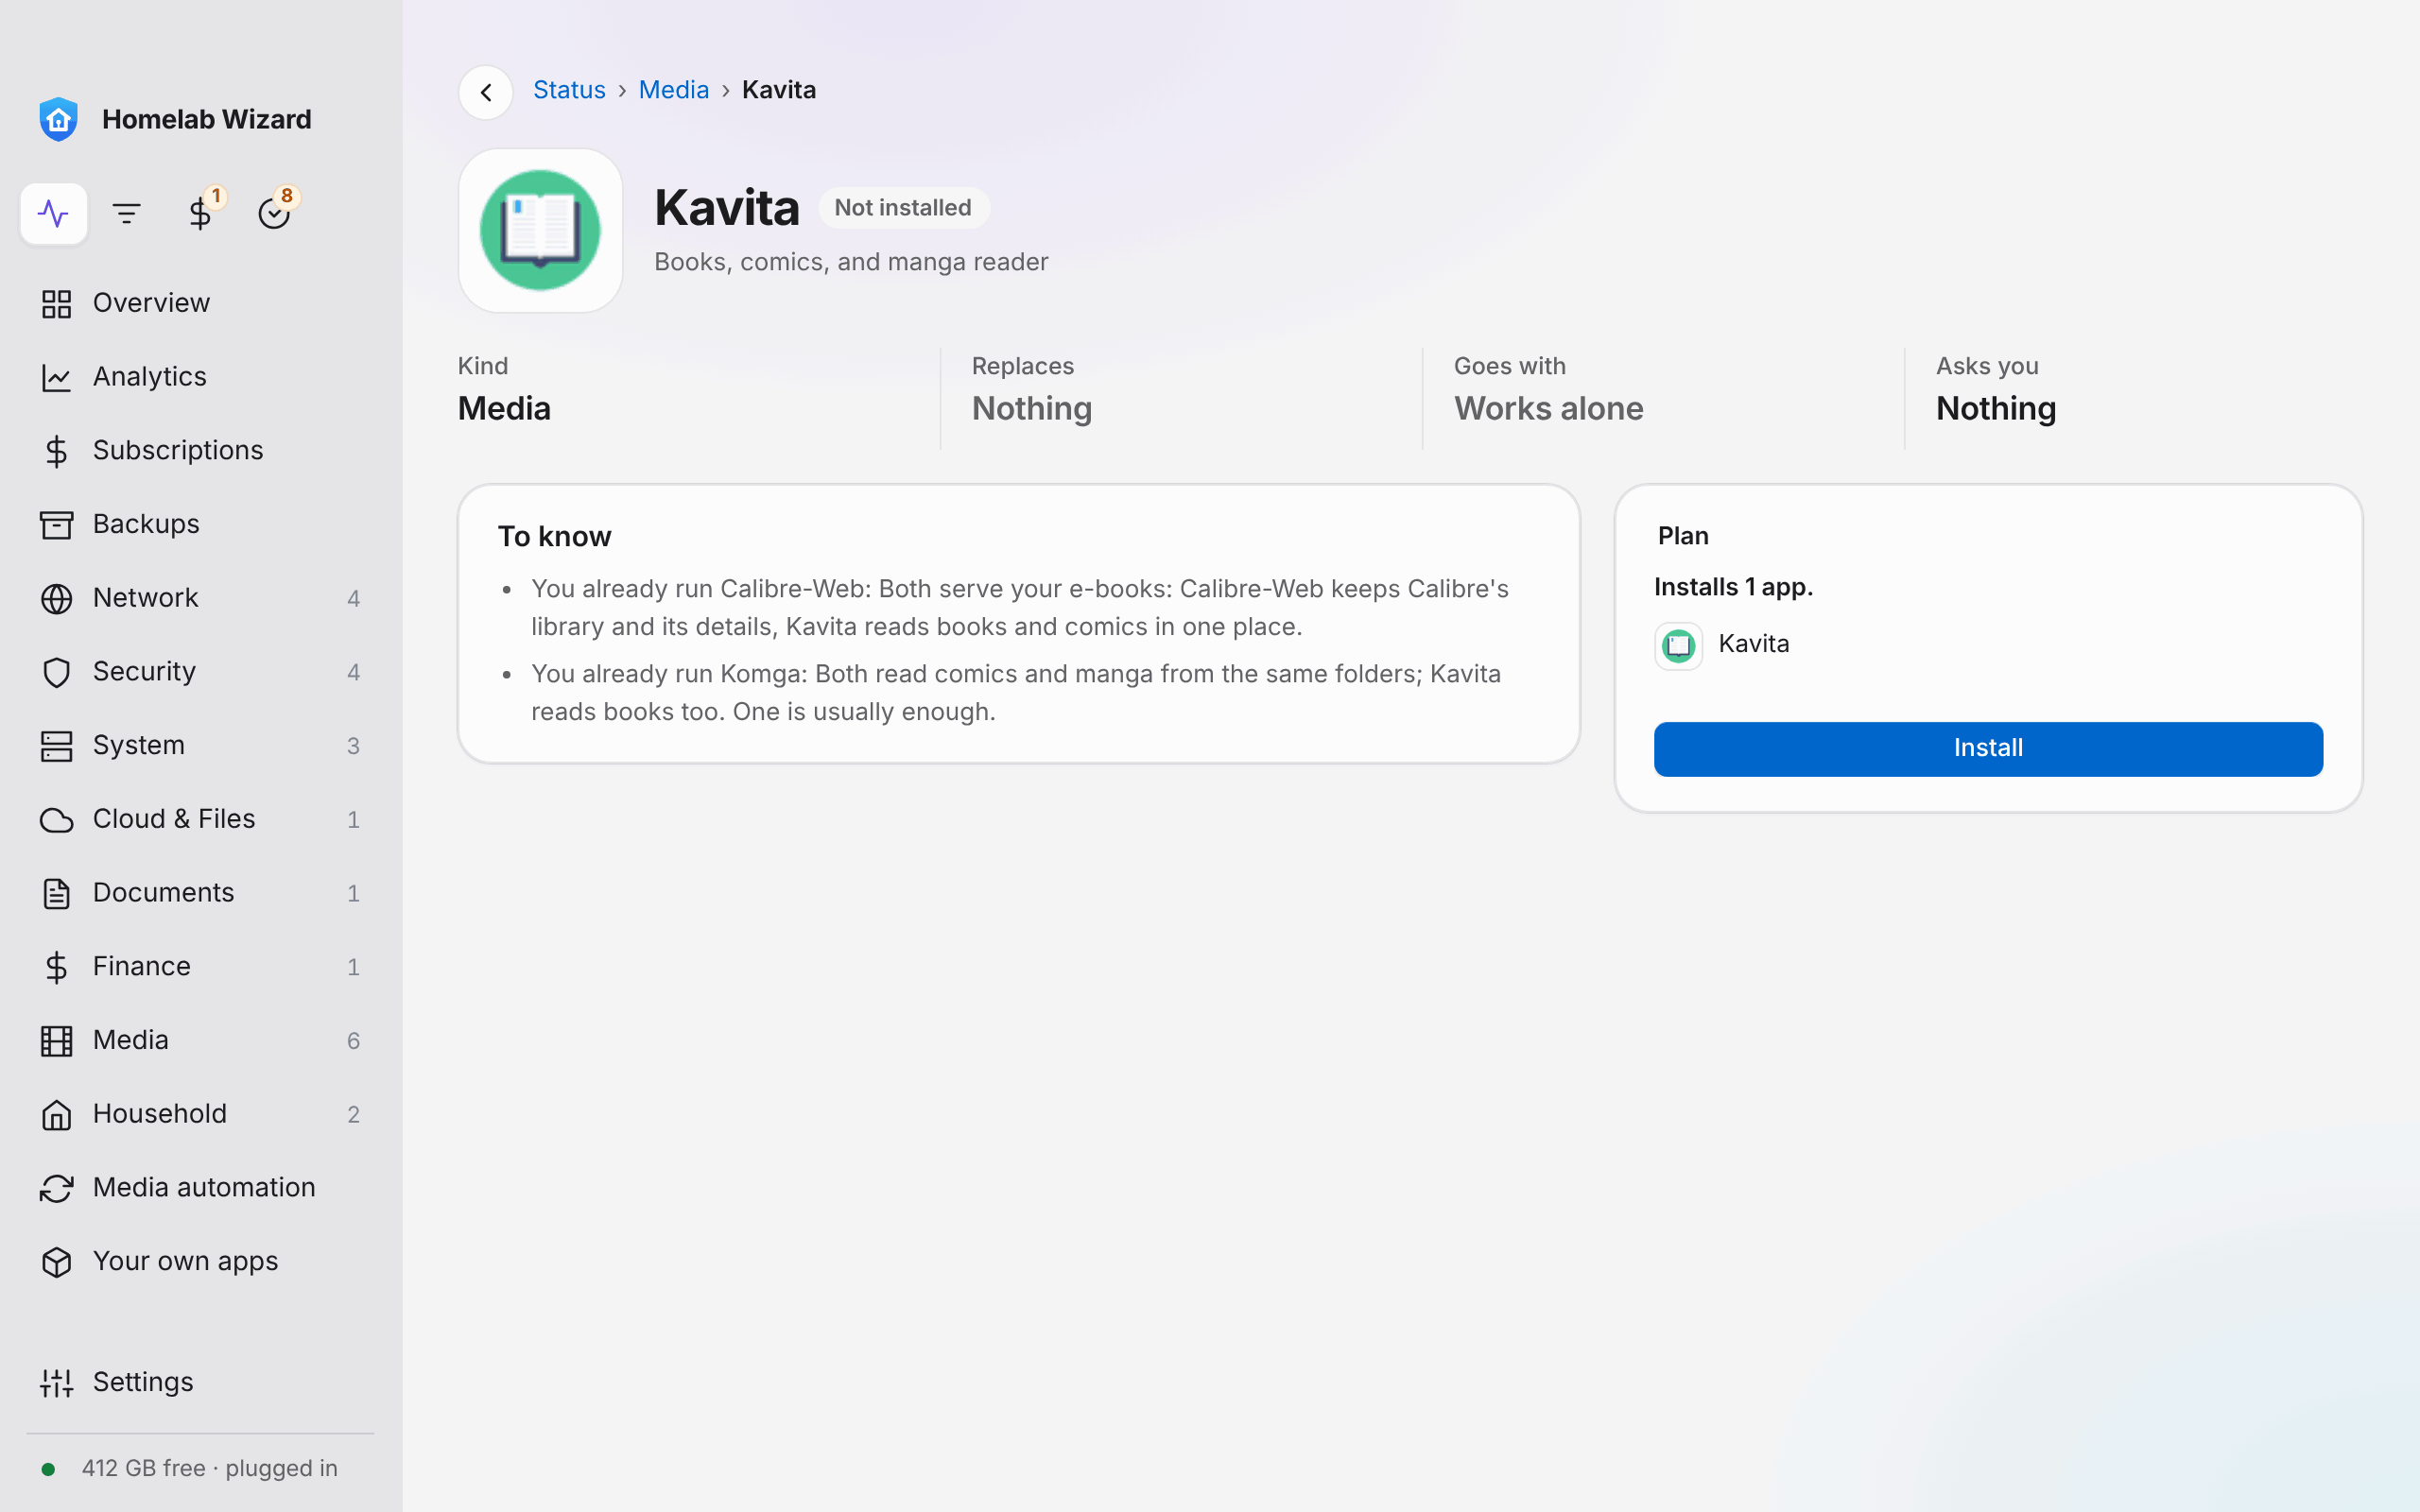 Homelab Wizard
1
8
Overview
Analytics
Subscriptions
Backups
Network 4
Security 4
System 3
Cloud & Files 1
Documents 1
Finance 1
Media 6
Household 2
Media automation
Your own apps
Settings
412 GB free · plugged in
Status › Media › Kavita
Kavita Not installed
Books, comics, and manga reader
Kind
Media
Replaces
Nothing
Goes with
Works alone
Asks you
Nothing
To know
• You already run Calibre-Web: Both serve your e-books: Calibre-Web keeps Calibre's
library and its details, Kavita reads books and comics in one place.
• You already run Komga: Both read comics and manga from the same folders; Kavita
reads books too. One is usually enough.
Plan
Installs 1 app.
Kavita
Install